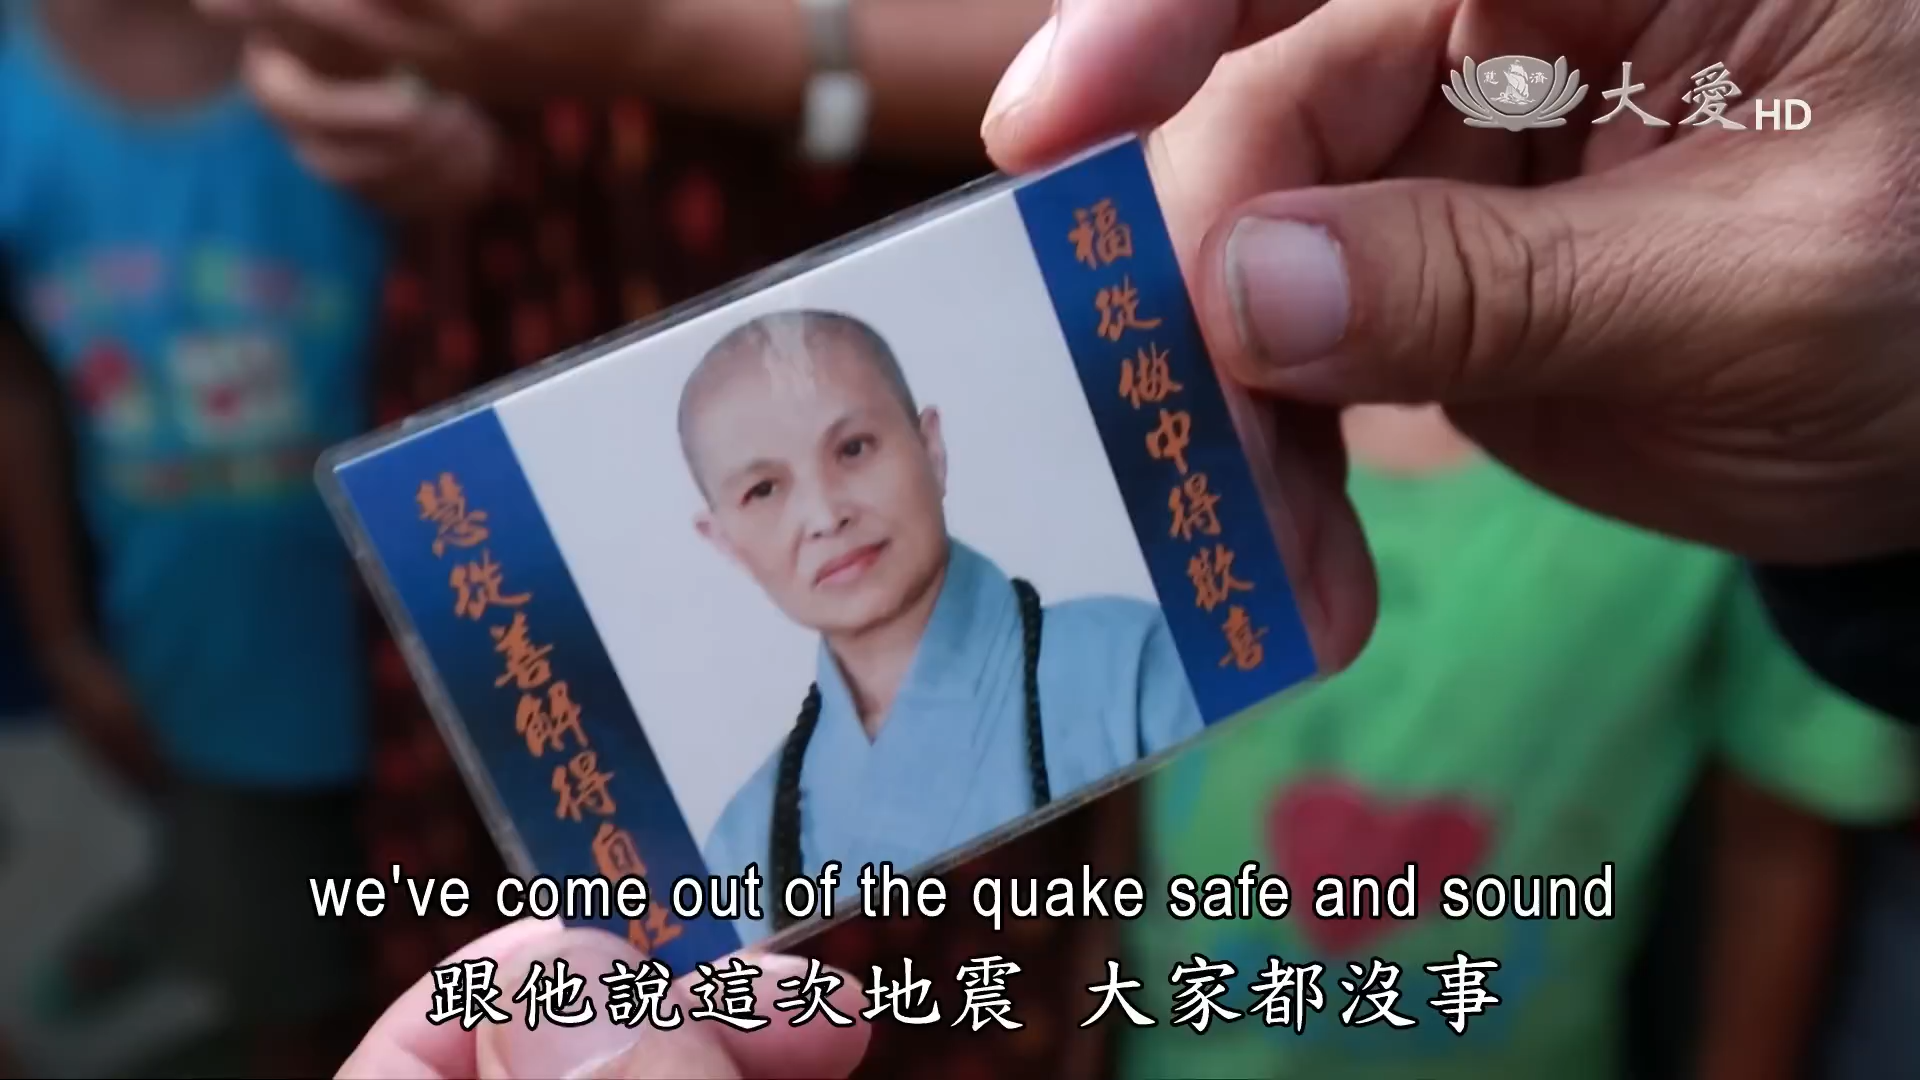 慈濟
大愛HD
福從做中得歡喜
慧從善解得自在
we've come out of the quake safe and sound
跟他說這次地震 大家都沒事